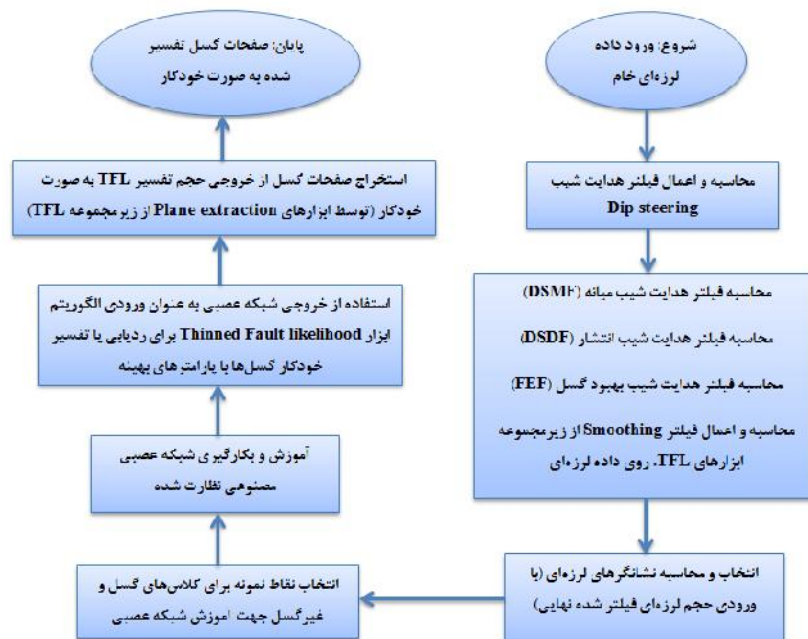 شروع: ورود داده
لرزه‌ای خام
محاسبه و اعمال فیلتر هدایت شیب
Dip steering
محاسبه فیلتر هدایت شیب میانه (DSMF)
محاسبه فیلتر هدایت شیب انتشار (DSDF)
محاسبه فیلتر هدایت شیب بهبود گسل (FEF)
محاسبه و اعمال فیلتر Smoothing از زیرمجموعه
ابزارهای TFL، روی داده لرزه‌ای
انتخاب و محاسبه نشانگرهای لرزه‌ای (با
ورودی حجم لرزه‌ای فیلتر شده نهایی)
انتخاب نقاط نمونه برای کلاس‌های گسل و
غیرگسل جهت آموزش شبکه عصبی
آموزش و بکارگیری شبکه عصبی
مصنوعی نظارت شده
استفاده از خروجی شبکه عصبی به عنوان ورودی الگوریتم
ابزار Thinned Fault likelihood برای ردیابی یا تفسیر
خودکار گسل‌ها با پارامترهای بهینه
استخراج صفحات گسل از خروجی حجم تفسیر TFL به صورت
خودکار (توسط ابزارهای Plane extraction از زیرمجموعه TFL)
پایان: صفحات گسل تفسیر
شده به صورت خودکار